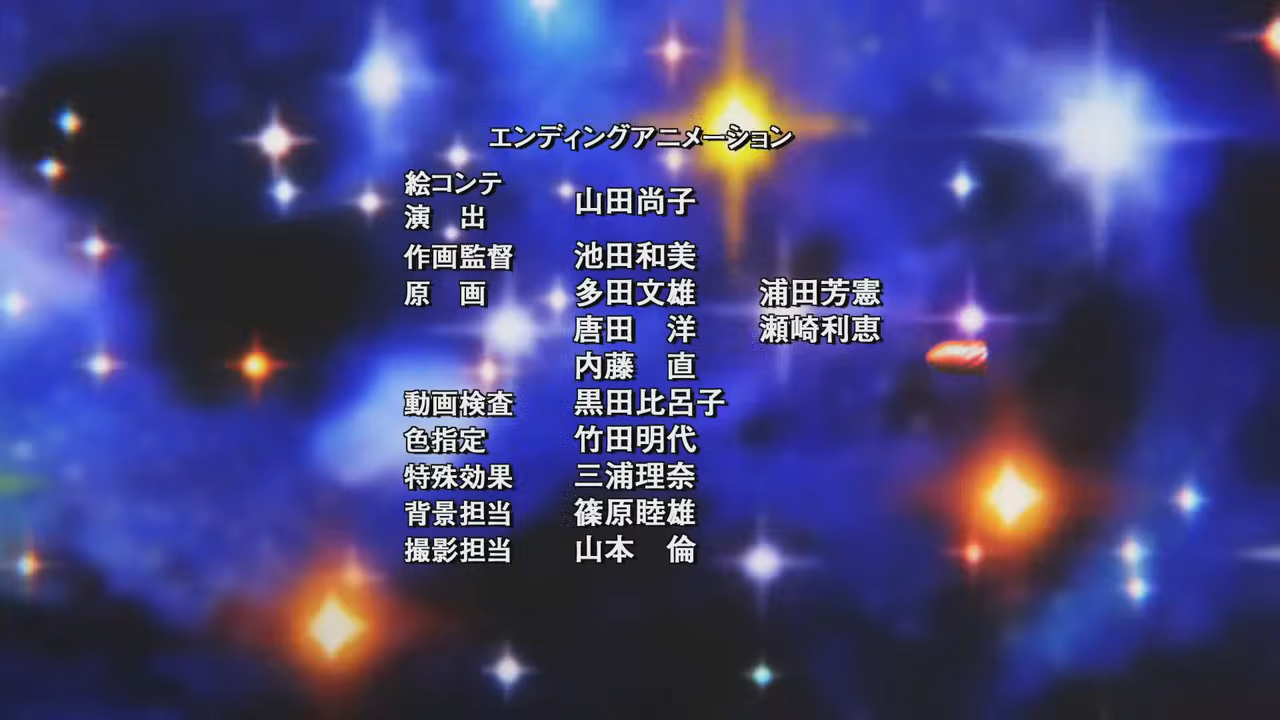 エンディングアニメーション
絵コンテ
演　出　山田尚子
作画監督　池田和美
原　画　多田文雄　浦田芳憲
唐田　洋　瀬崎利恵
内藤　直
動画検査　黒田比呂子
色指定　竹田明代
特殊効果　三浦理奈
背景担当　篠原睦雄
撮影担当　山本　倫